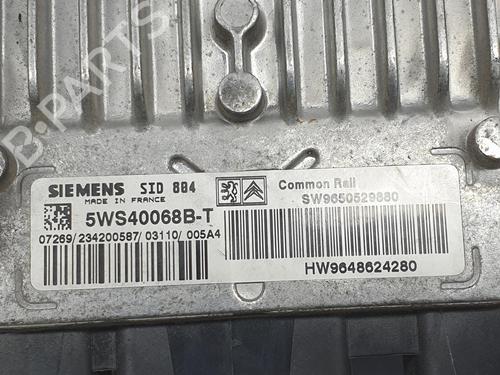 B-PARTS
SIEMENS SID 804
MADE IN FRANCE
5WS40068B-T
07269/234200587/03110/005A4
Common Rail
SW9650529880
HW9648624280